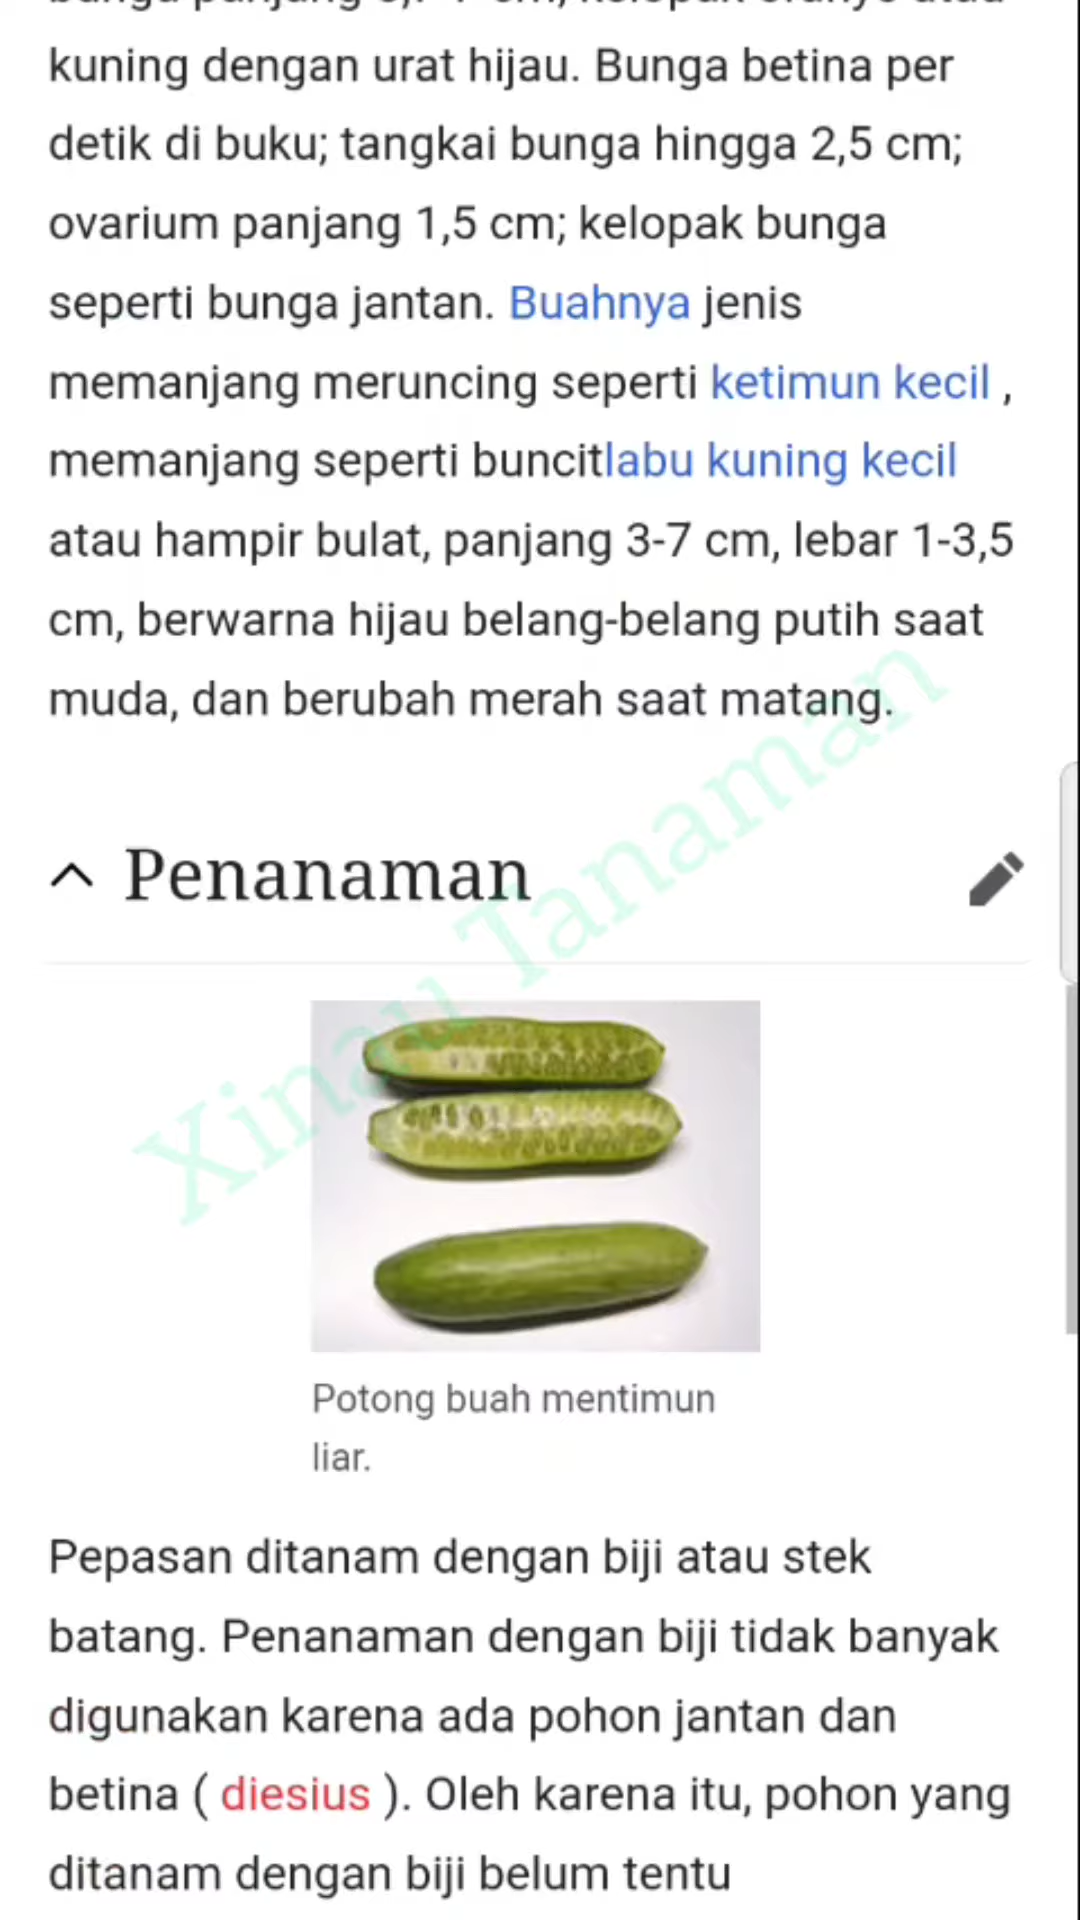 kuning dengan urat hijau. Bunga betina per
detik di buku; tangkai bunga hingga 2,5 cm;
ovarium panjang 1,5 cm; kelopak bunga
seperti bunga jantan. Buahnya jenis
memanjang meruncing seperti ketimun kecil ,
memanjang seperti buncitlabu kuning kecil
atau hampir bulat, panjang 3-7 cm, lebar 1-3,5
cm, berwarna hijau belang-belang putih saat
muda, dan berubah merah saat matang.
Xinau Tanaman
Penanaman
Potong buah mentimun
liar.
Pepasan ditanam dengan biji atau stek
batang. Penanaman dengan biji tidak banyak
digunakan karena ada pohon jantan dan
betina ( diesius ). Oleh karena itu, pohon yang
ditanam dengan biji belum tentu